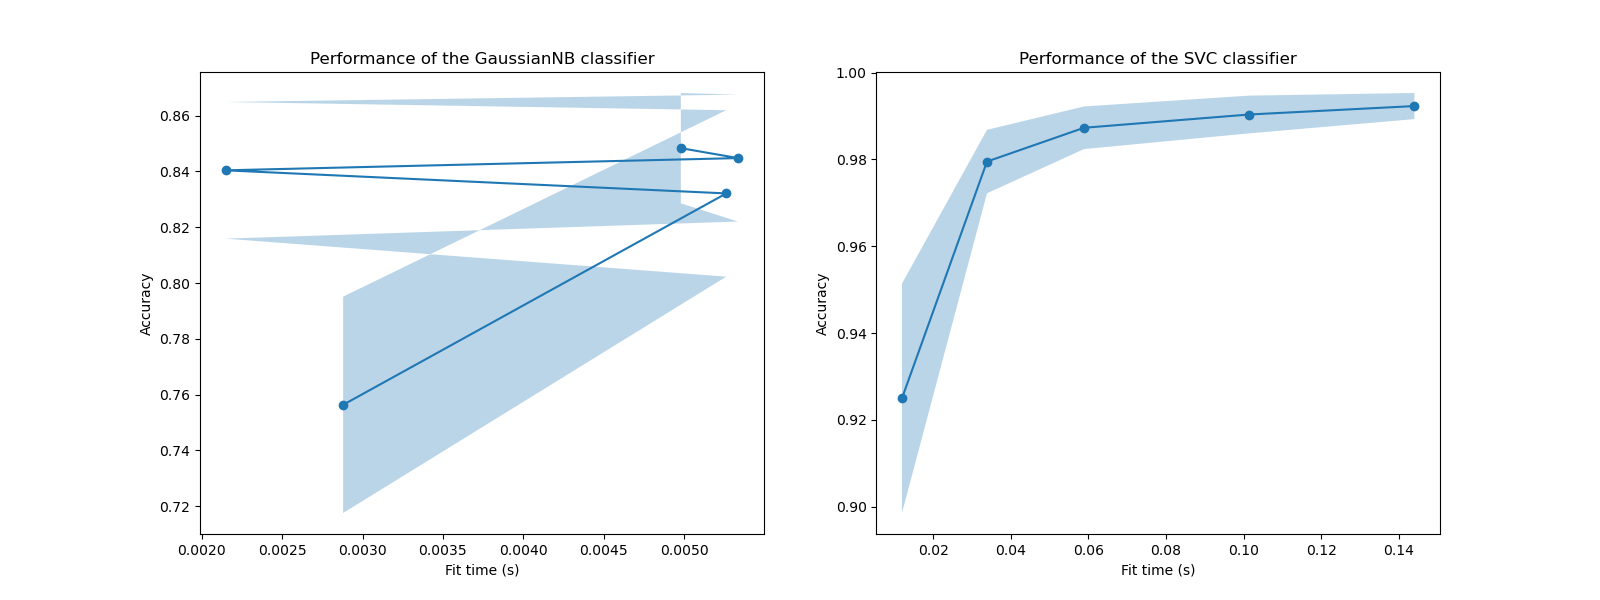 Performance of the GaussianNB classifier
Accuracy
0.86
0.84
0.82
0.80
0.78
0.76
0.74
0.72
0.0020 0.0025 0.0030 0.0035 0.0040 0.0045 0.0050
Fit time (s)
Performance of the SVC classifier
Accuracy
1.00
0.98
0.96
0.94
0.92
0.90
0.02 0.04 0.06 0.08 0.10 0.12 0.14
Fit time (s)